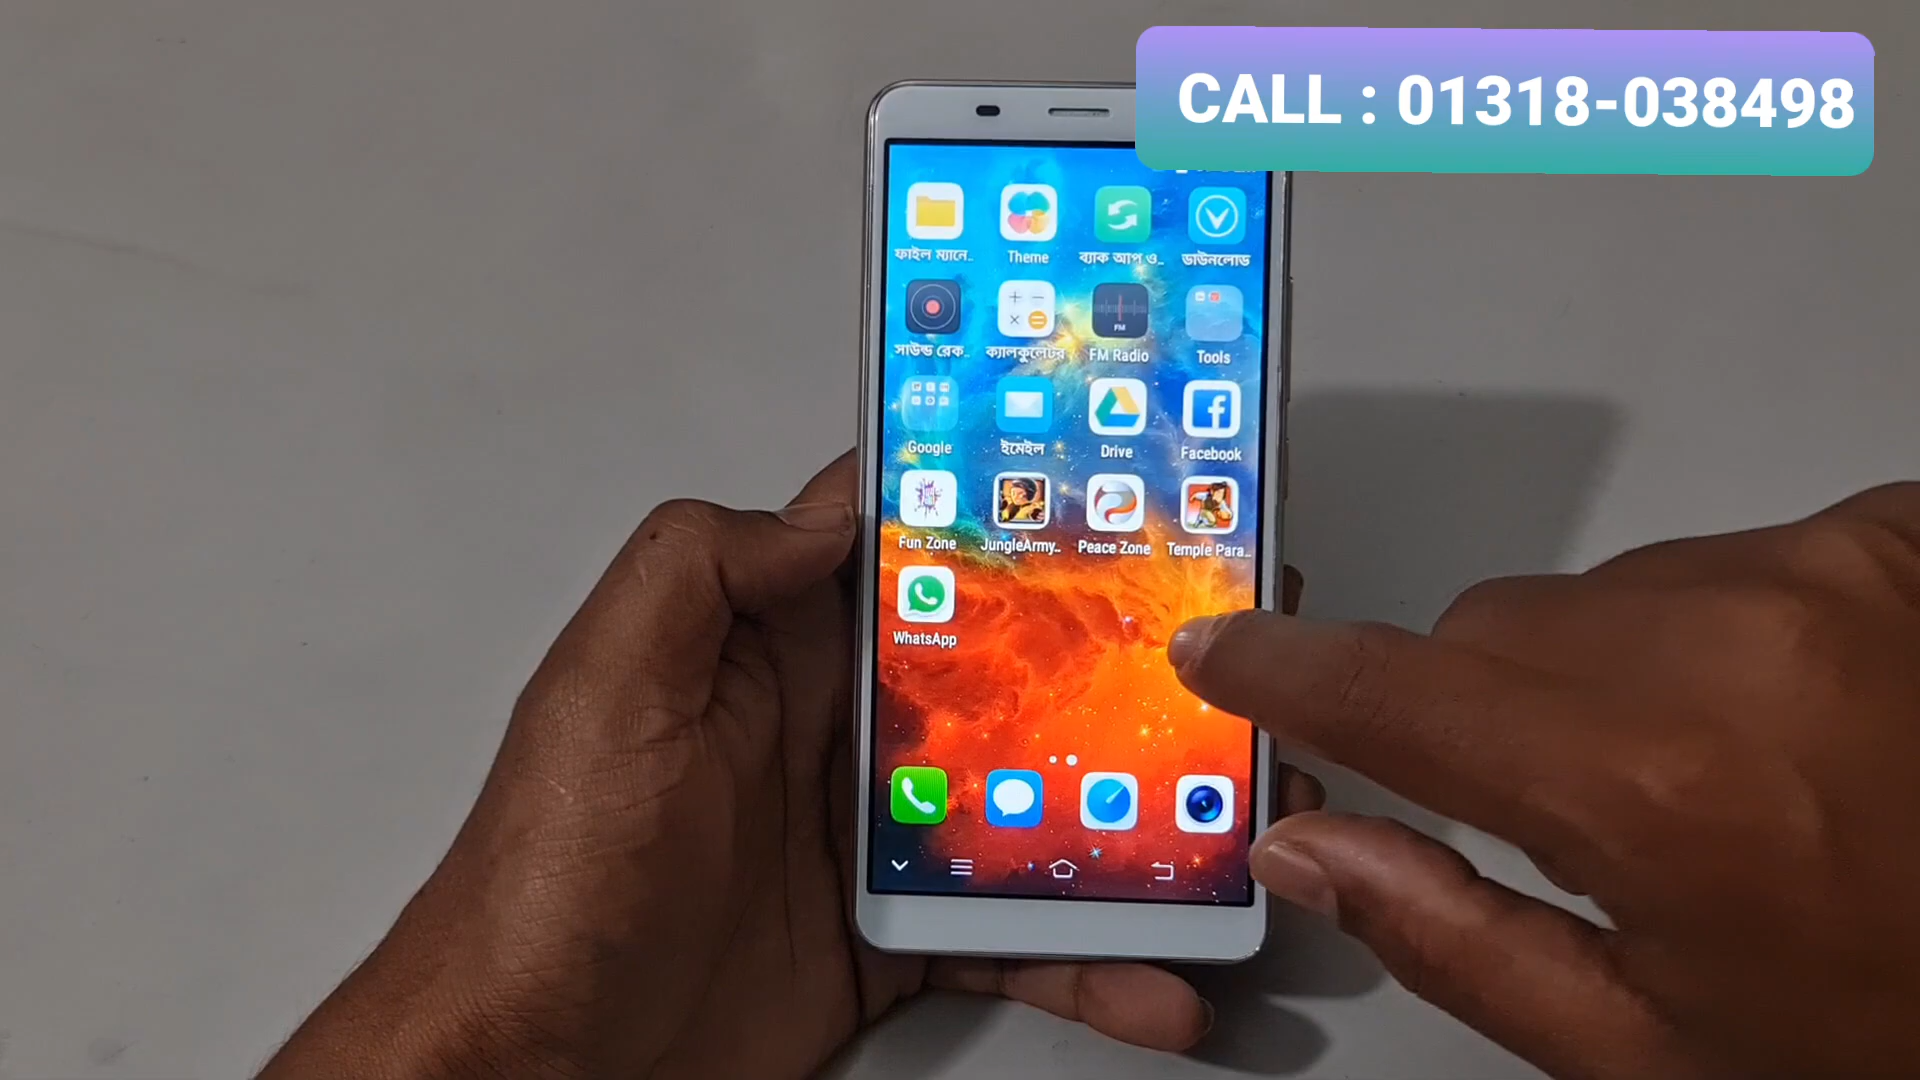 CALL : 01318-038498
ফাইল ম্যানে..
Theme
ব্যাক আপ ও..
ডাউনলোড
সাউন্ড রেক..
ক্যালকুলেটর
FM
FM Radio
Tools
Google
ইমেইল
Drive
Facebook
Fun Zone
JungleArmy..
Peace Zone
Temple Para..
WhatsApp